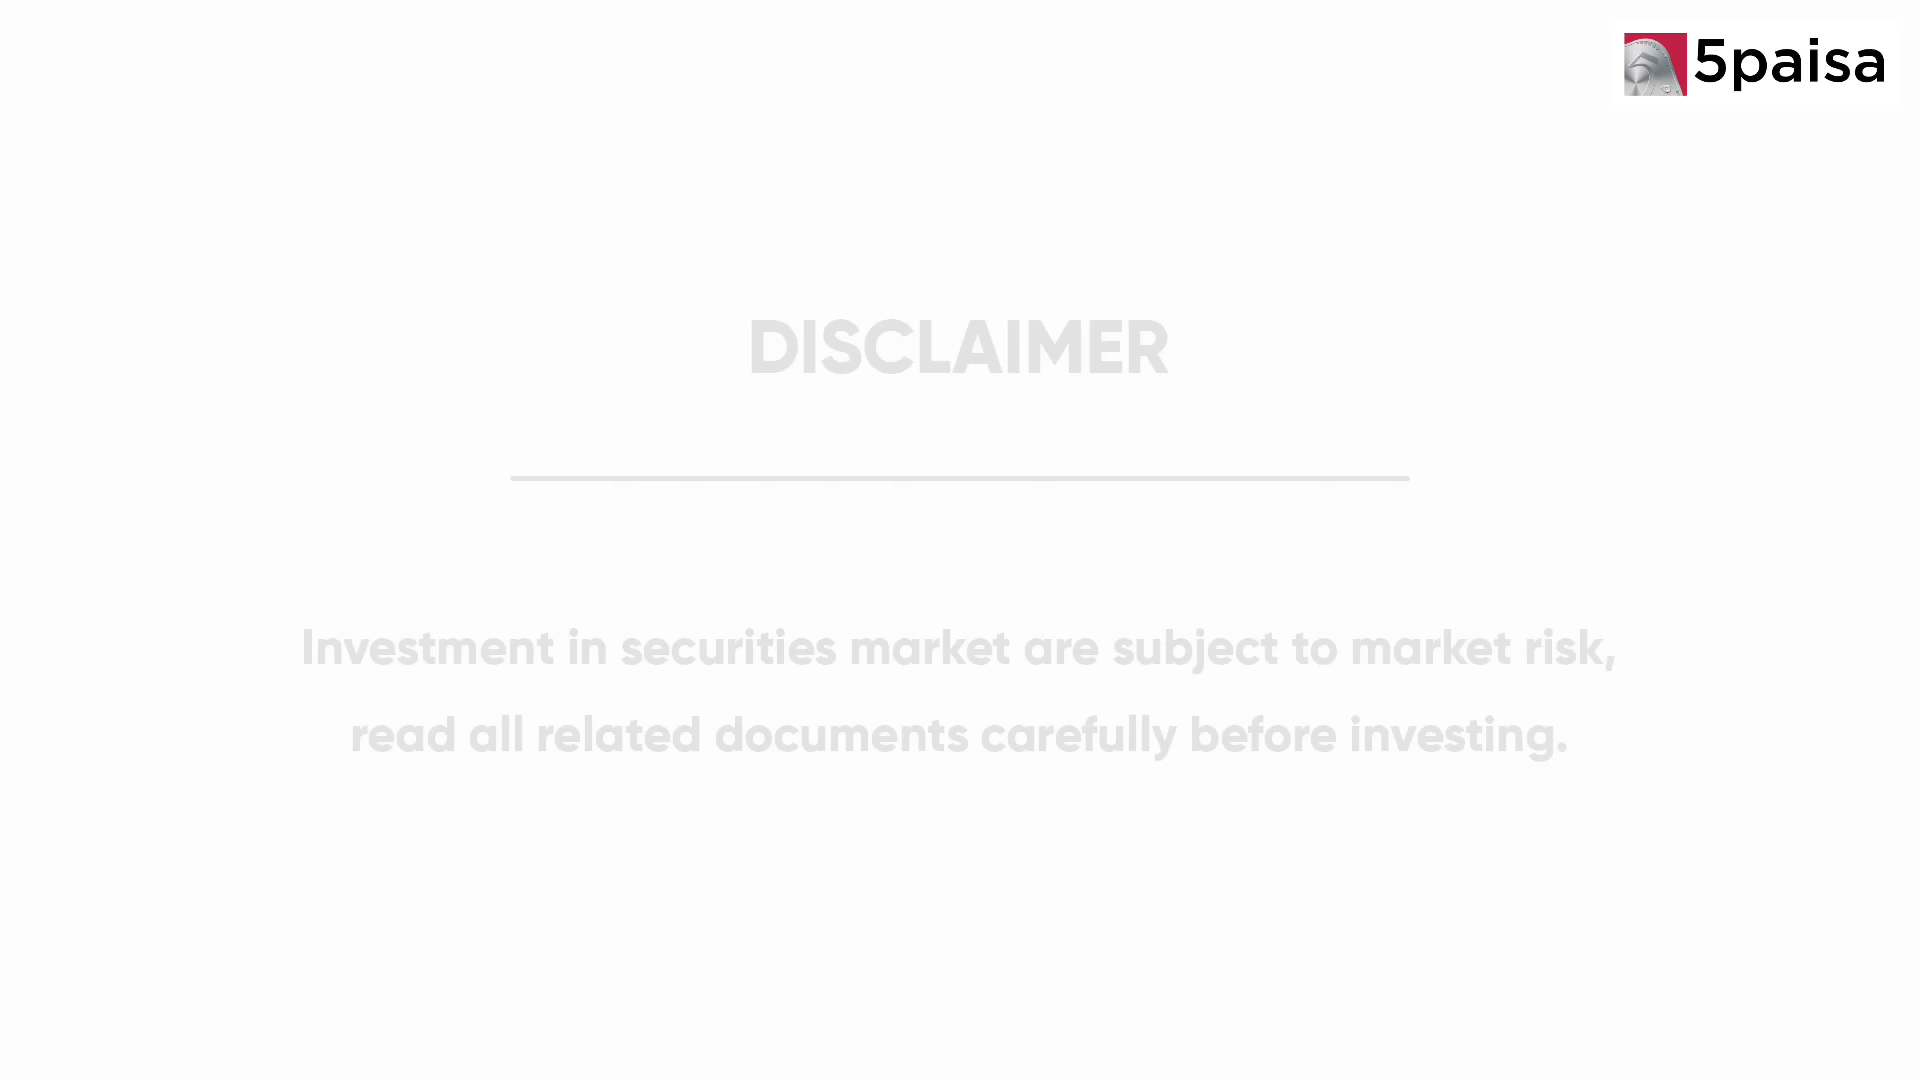 5paisa
DISCLAIMER
Investment in securities market are subject to market risk,
read all related documents carefully before investing.